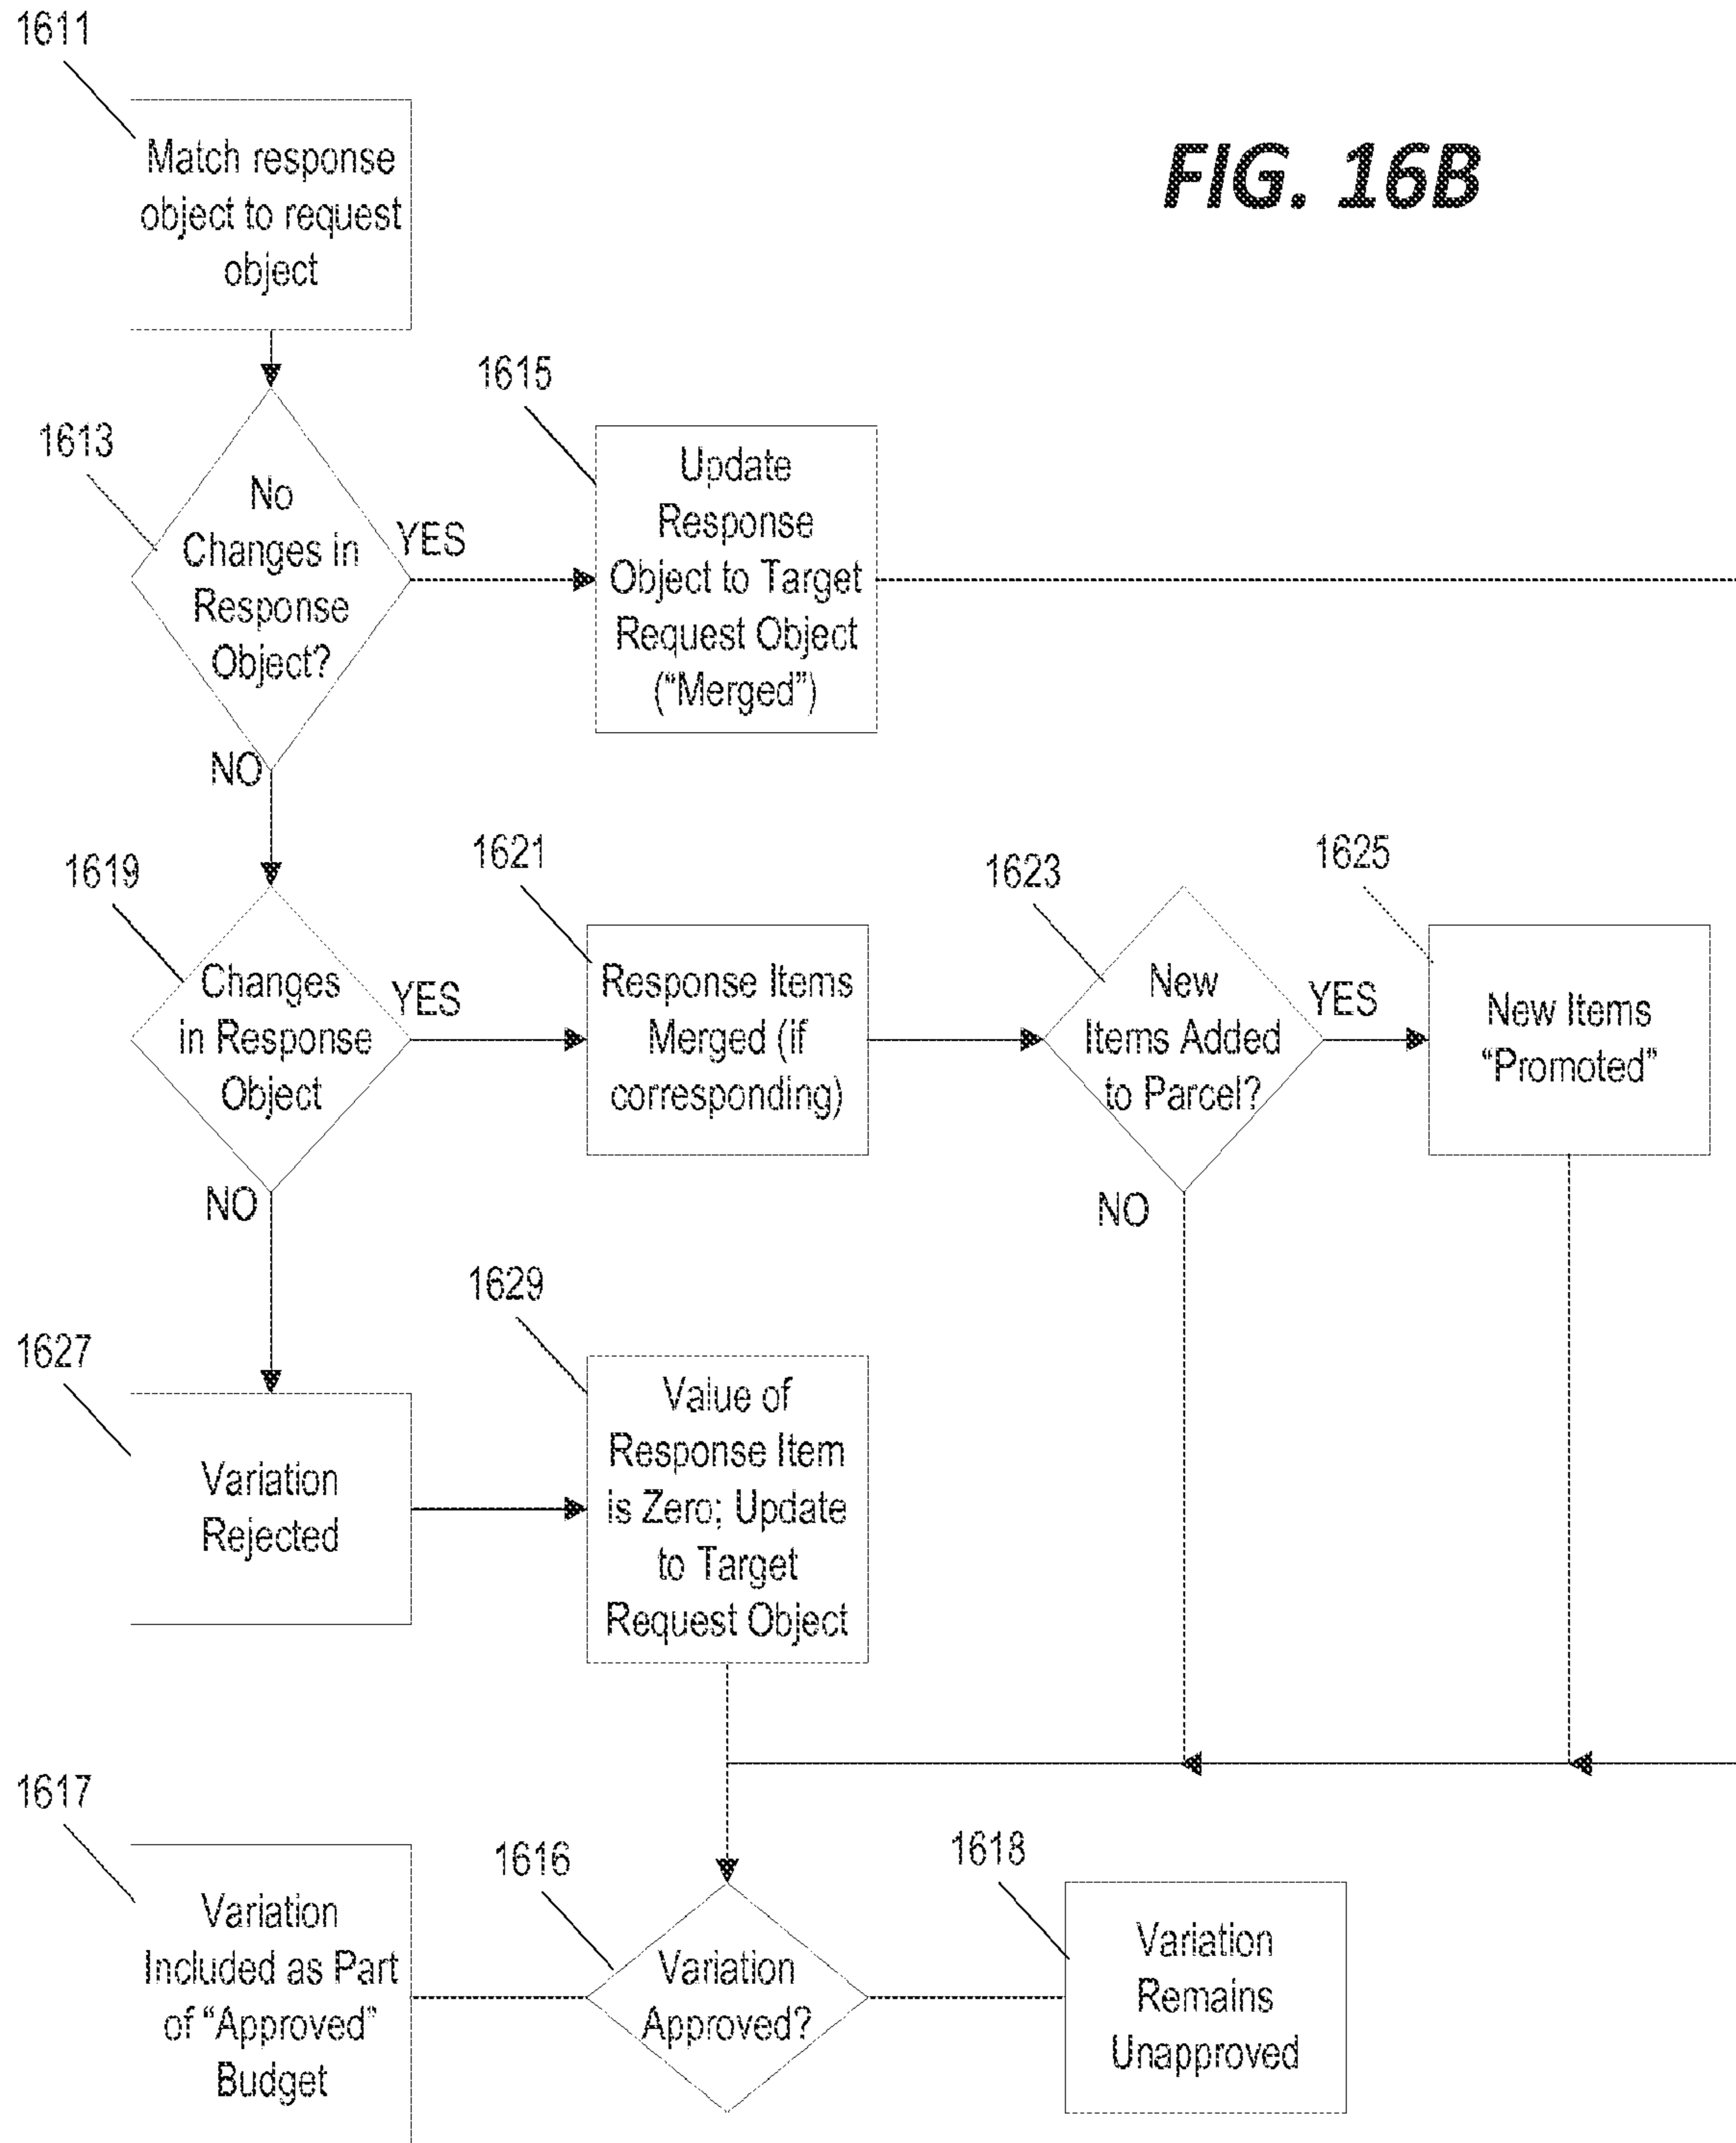 1611
Match response
object to request
object
FIG. 16B
1613
No
Changes in
Response
Object?
YES
NO
1615
Update
Response
Object to Target
Request Object
(“Merged”)
1619
Changes
in Response
Object
YES
NO
1621
Response Items
Merged (if
corresponding)
1623
New
Items Added
to Parcel?
YES
NO
1625
New Items
“Promoted”
1627
Variation
Rejected
1629
Value of
Response Item
is Zero; Update
to Target
Request Object
1617
Variation
Included as Part
of “Approved”
Budget
1616
Variation
Approved?
1618
Variation
Remains
Unapproved